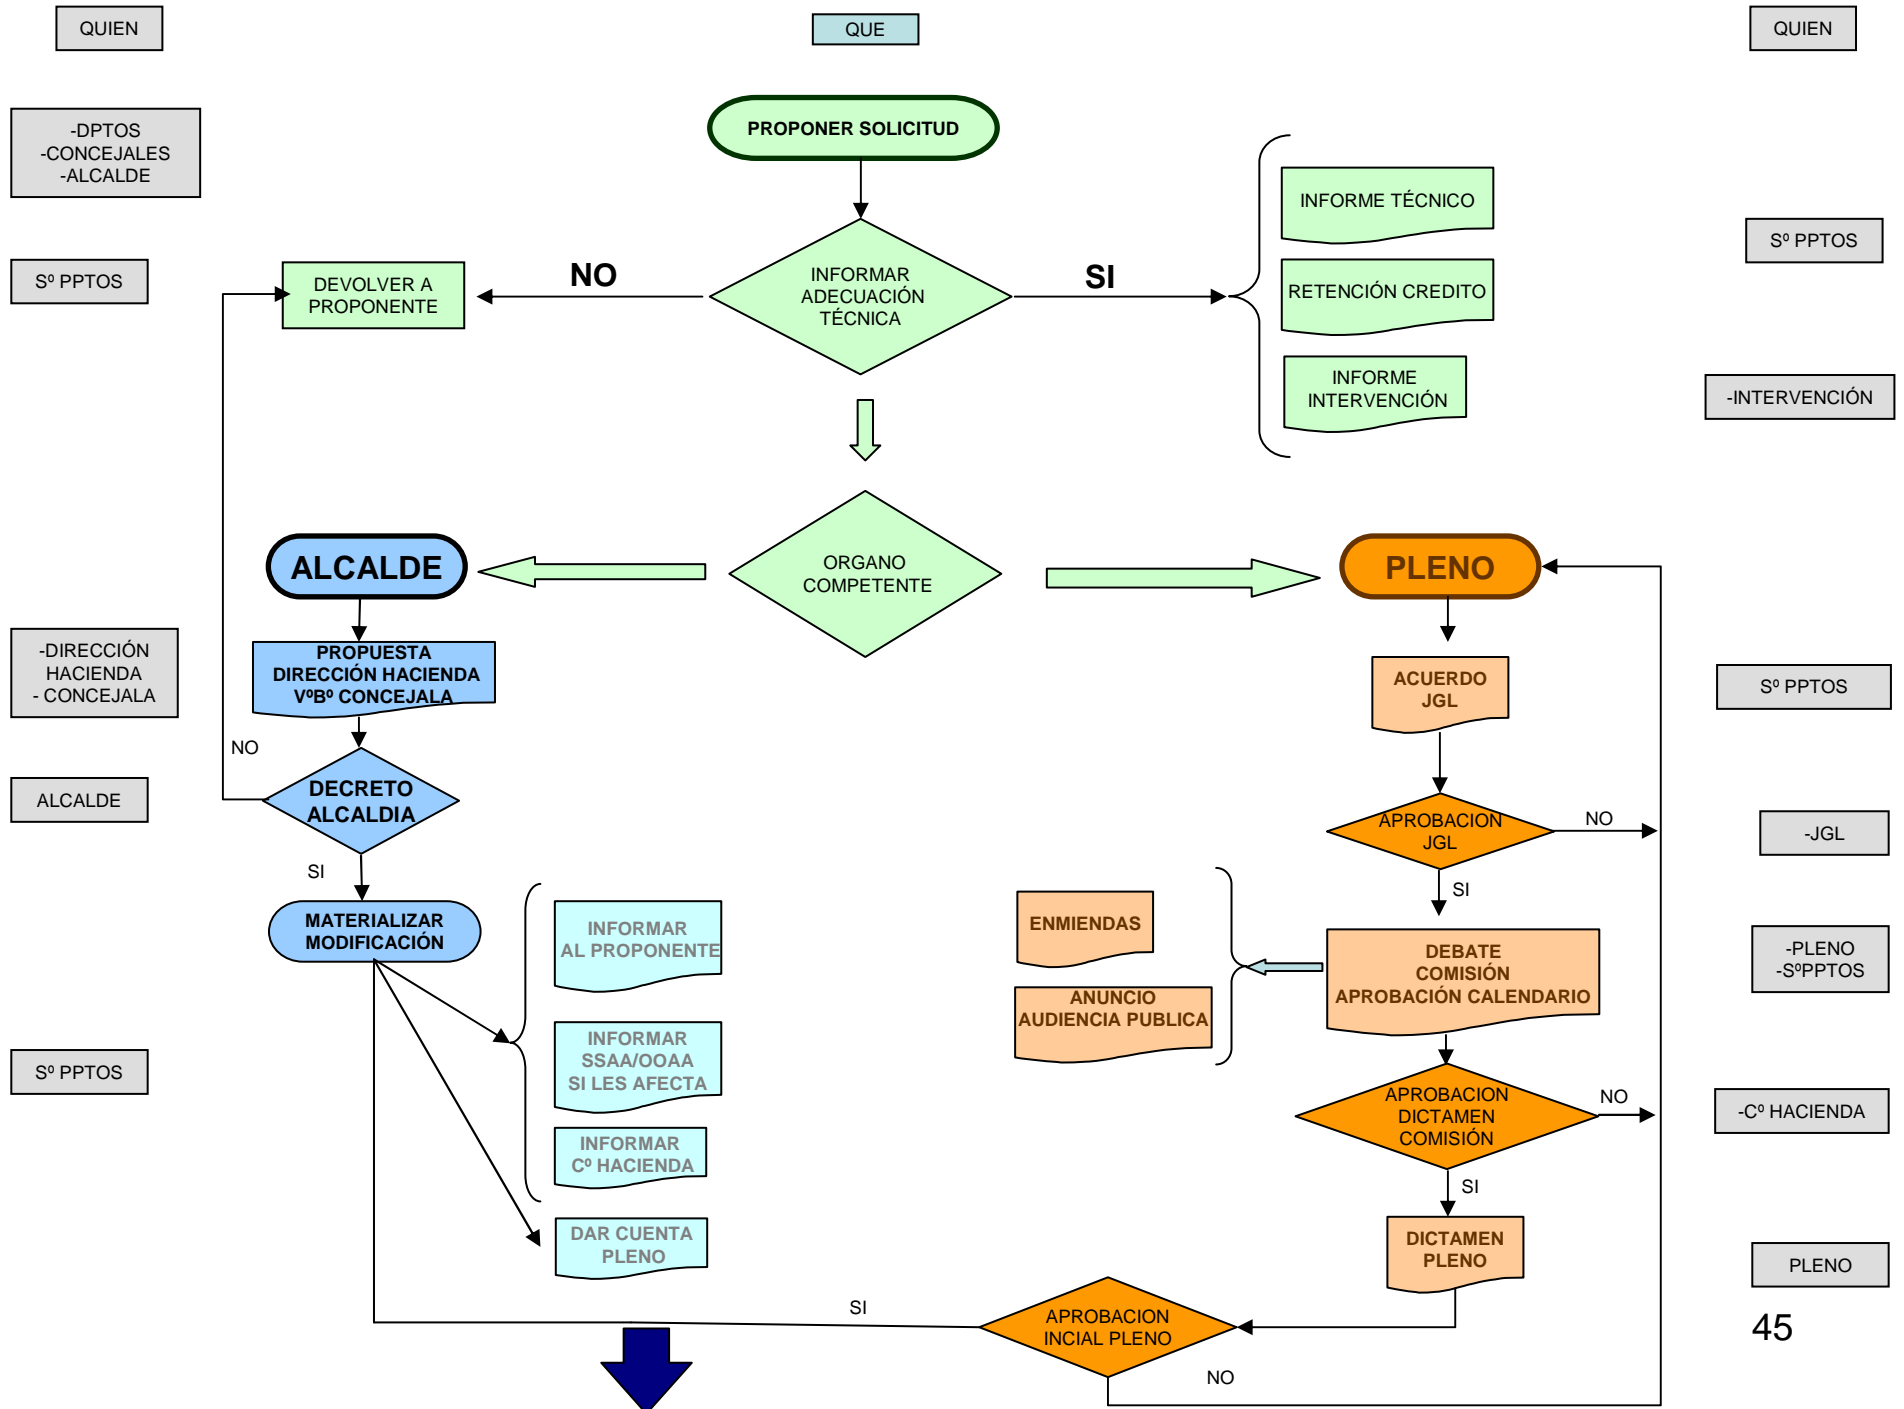 QUIEN
QUE
QUIEN
-DPTOS
-CONCEJALES
-ALCALDE
PROPONER SOLICITUD
INFORME TÉCNICO
Sº PPTOS
Sº PPTOS
DEVOLVER A
PROPONENTE
NO
INFORMAR
ADECUACIÓN
TÉCNICA
SI
RETENCIÓN CREDITO
INFORME
INTERVENCIÓN
-INTERVENCIÓN
ALCALDE
ORGANO
COMPETENTE
PLENO
-DIRECCIÓN
HACIENDA
- CONCEJALA
PROPUESTA
DIRECCIÓN HACIENDA
VºBº CONCEJALA
ACUERDO
JGL
Sº PPTOS
NO
ALCALDE
DECRETO
ALCALDIA
APROBACION
JGL
NO
-JGL
SI
SI
MATERIALIZAR
MODIFICACIÓN
INFORMAR
AL PROPONENTE
ENMIENDAS
DEBATE
COMISIÓN
APROBACIÓN CALENDARIO
-PLENO
-SºPPTOS
ANUNCIO
AUDIENCIA PUBLICA
Sº PPTOS
INFORMAR
SSAA/OOAA
SI LES AFECTA
APROBACION
DICTAMEN
COMISIÓN
NO
-Cº HACIENDA
INFORMAR
Cº HACIENDA
SI
DAR CUENTA
PLENO
DICTAMEN
PLENO
PLENO
SI
APROBACION
INCIAL PLENO
NO
45